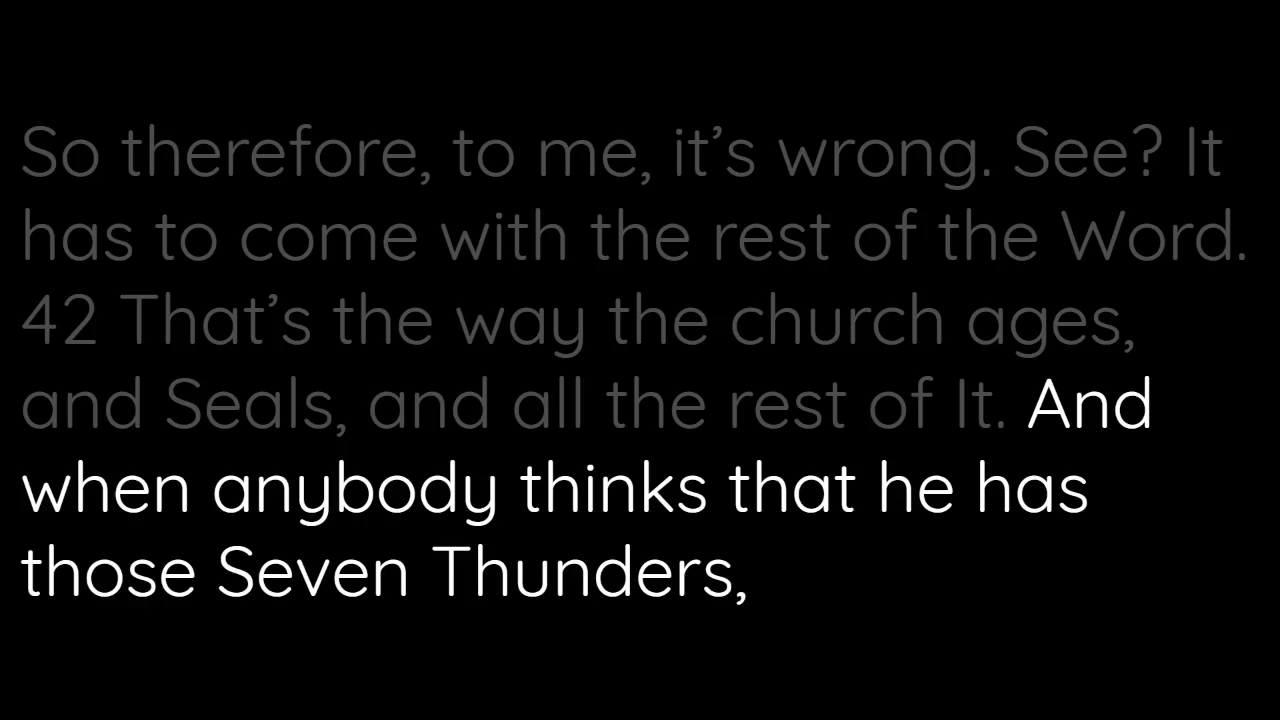 So therefore, to me, it’s wrong. See? It
has to come with the rest of the Word.
42 That’s the way the church ages,
and Seals, and all the rest of It. And
when anybody thinks that he has
those Seven Thunders,